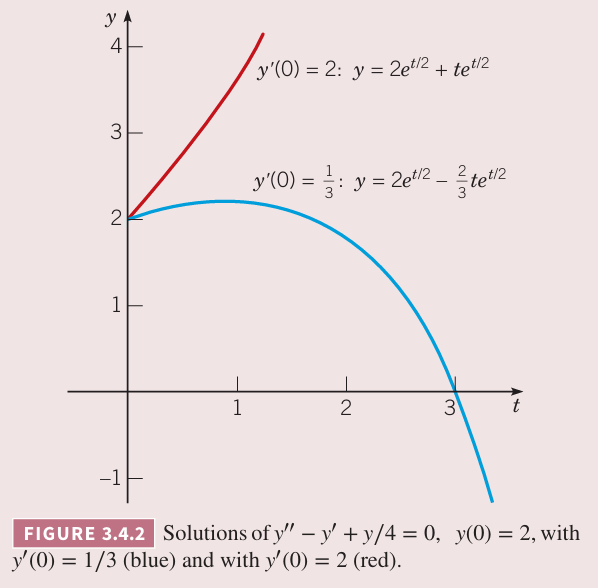 y
4
y′(0) = 2: y = 2e^{t/2} + te^{t/2}
3
y′(0) = 1/3: y = 2e^{t/2} − 2/3 te^{t/2}
2
1
1 2 3 t
−1
FIGURE 3.4.2 Solutions of y″ − y′ + y/4 = 0, y(0) = 2, with
y′(0) = 1/3 (blue) and with y′(0) = 2 (red).